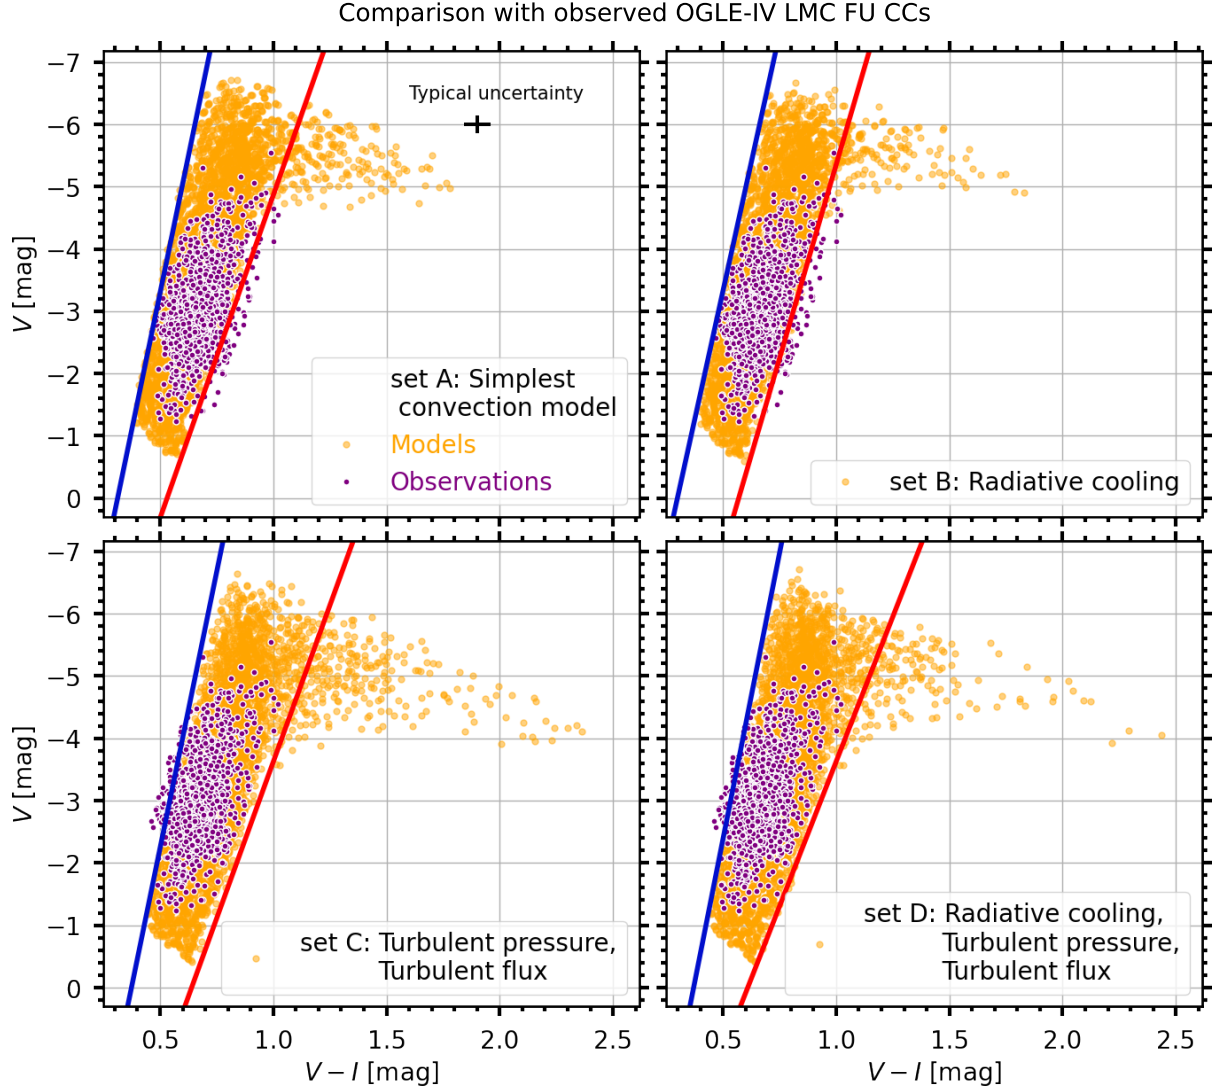 Comparison with observed OGLE-IV LMC FU CCs
−7
−6
−5
−4
−3
−2
−1
0
V [mag]
Typical uncertainty
set A: Simplest
convection model
Models
Observations
set B: Radiative cooling
−7
−6
−5
−4
−3
−2
−1
0
V [mag]
set C: Turbulent pressure,
Turbulent flux
set D: Radiative cooling,
Turbulent pressure,
Turbulent flux
0.5 1.0 1.5 2.0 2.5
V − I [mag]
0.5 1.0 1.5 2.0 2.5
V − I [mag]